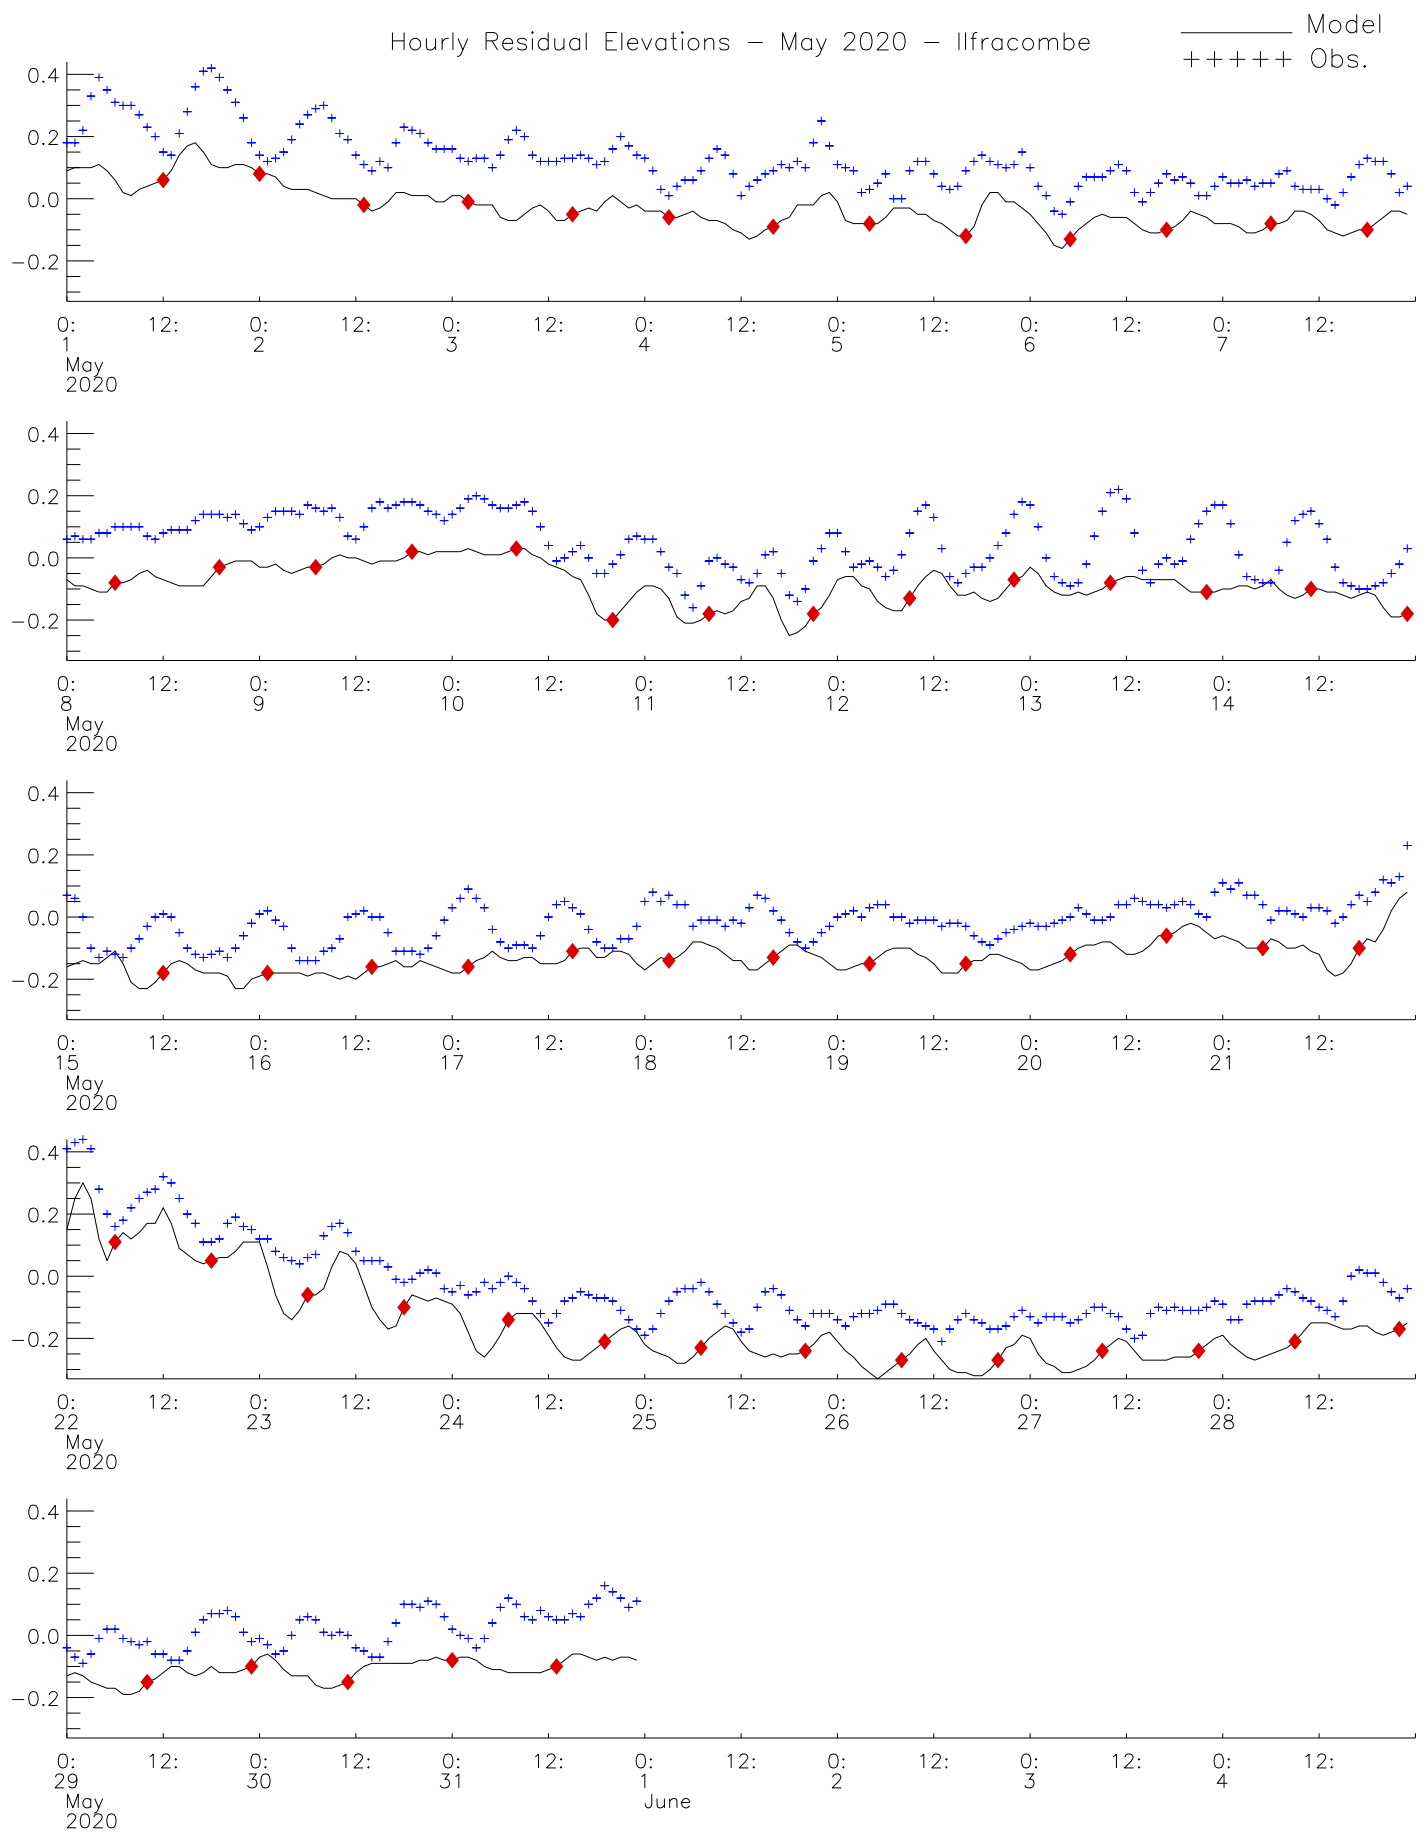 Hourly Residual Elevations – May 2020 – Ilfracombe
Model
+++++ Obs.
0.4
0.2
0.0
−0.2
0: 12: 0: 12: 0: 12: 0: 12: 0: 12: 0: 12: 0: 12:
1 2 3 4 5 6 7
May
2020
0.4
0.2
0.0
−0.2
0: 12: 0: 12: 0: 12: 0: 12: 0: 12: 0: 12: 0: 12:
8 9 10 11 12 13 14
May
2020
0.4
0.2
0.0
−0.2
0: 12: 0: 12: 0: 12: 0: 12: 0: 12: 0: 12: 0: 12:
15 16 17 18 19 20 21
May
2020
0.4
0.2
0.0
−0.2
0: 12: 0: 12: 0: 12: 0: 12: 0: 12: 0: 12: 0: 12:
22 23 24 25 26 27 28
May
2020
0.4
0.2
0.0
−0.2
0: 12: 0: 12: 0: 12: 0: 12: 0: 12: 0: 12: 0: 12:
29 30 31 1 2 3 4
May June
2020